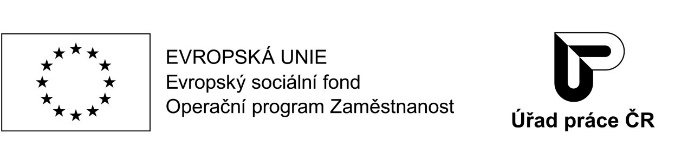 EVROPSKÁ UNIE
Evropský sociální fond
Operační program Zaměstnanost
Úřad práce ČR